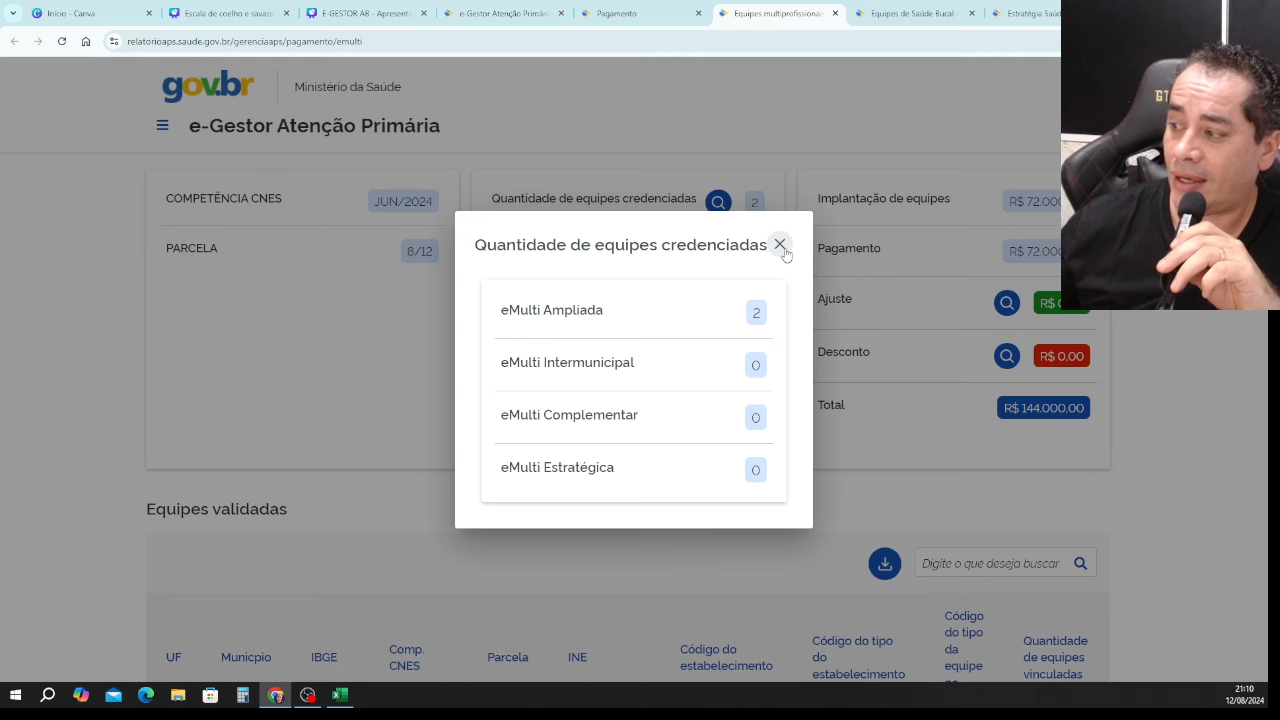 Início - Canva
Escala de coelho e savass
E-GESTOR AB - Apresenta
e-Gestor Atenção Primári
Pagamento
Equipes multiprofissionai
Equipes de Saúde Bucal -
Estratégia Saúd
relatorioaps.saude.gov.br/gerenciaaps/pagamento/emulti
gov.br
Ministério da Saúde
e-Gestor Atenção Primária
COMPETÊNCIA CNES
JUN/2024
PARCELA
8/12
Quantidade de equipes credenciadas
2
Implantação de equipes
R$ 72.000
Pagamento
R$ 72.000
Ajuste
R$
Desconto
R$ 0,00
Total
R$ 144.000,00
Quantidade de equipes credenciadas
eMulti Ampliada
2
eMulti Intermunicipal
0
eMulti Complementar
0
eMulti Estratégica
0
Equipes validadas
Digite o que deseja buscar
UF
Municpio
IBGE
Comp.
CNES
Parcela
INE
Código do
estabelecimento
Código do tipo
do
estabelecimento
Código
do tipo
da
equipe
Quantidade
de equipes
vinculadas
21:10
12/08/2024